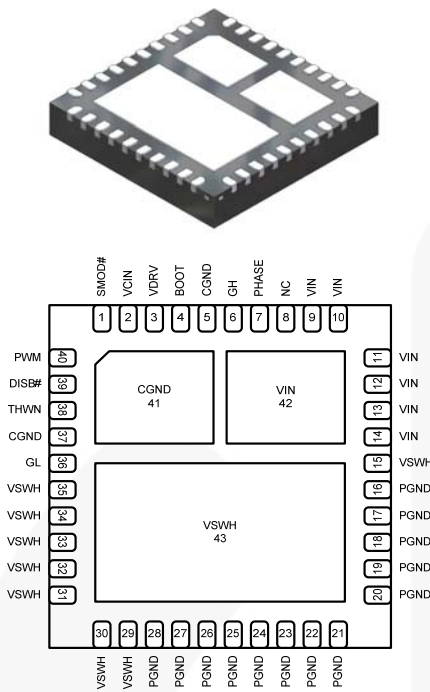 SMOD#
VCIN
VDRV
BOOT
CGND
GH
PHASE
NC
VIN
VIN
1
2
3
4
5
6
7
8
9
10
PWM
40
DISB#
39
THWN
38
CGND
37
GL
36
VSWH
35
VSWH
34
VSWH
33
VSWH
32
VSWH
31
CGND
41
VIN
42
VSWH
43
11
VIN
12
VIN
13
VIN
14
VIN
15
VSWH
16
PGND
17
PGND
18
PGND
19
PGND
20
PGND
30
29
28
27
26
25
24
23
22
21
VSWH
VSWH
PGND
PGND
PGND
PGND
PGND
PGND
PGND
PGND